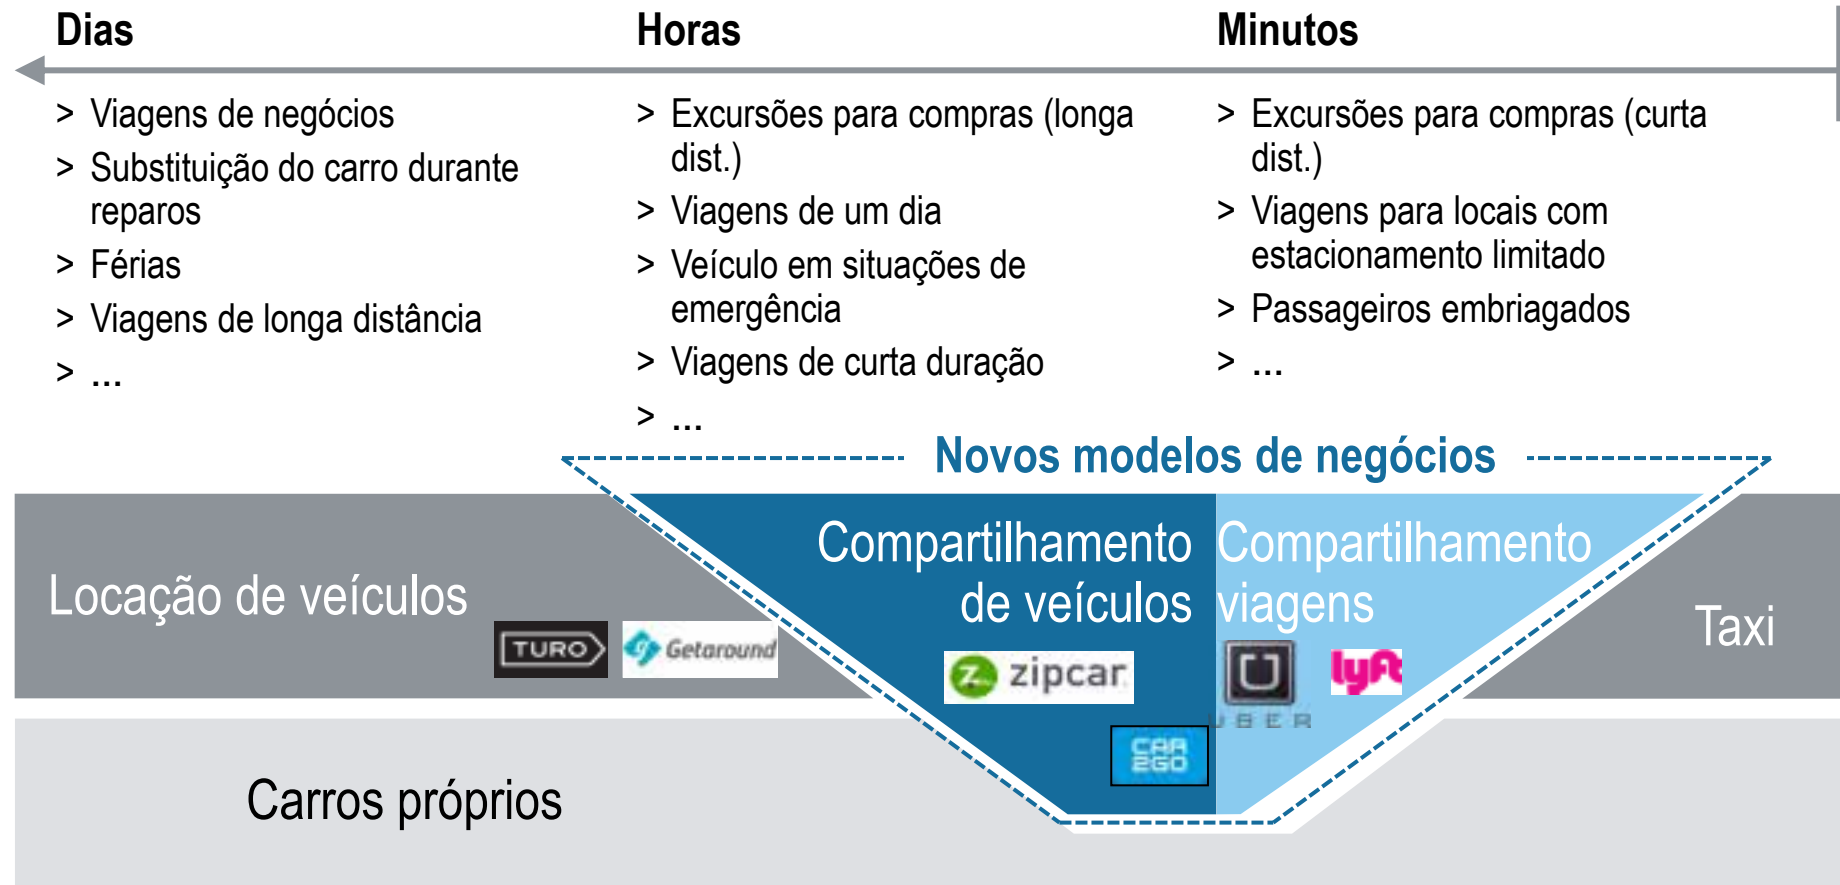 Dias
> Viagens de negócios
> Substituição do carro durante
reparos
> Férias
> Viagens de longa distância
> ...
Horas
> Excursões para compras (longa
dist.)
> Viagens de um dia
> Veículo em situações de
emergência
> Viagens de curta duração
> ...
Minutos
> Excursões para compras (curta
dist.)
> Viagens para locais com
estacionamento limitado
> Passageiros embriagados
> ...
Novos modelos de negócios
Locação de veículos
TURO
Getaround
Compartilhamento
de veículos
Z zipcar
CAR
2GO
Compartilhamento
viagens
U
UBER
lyft
Taxi
Carros próprios